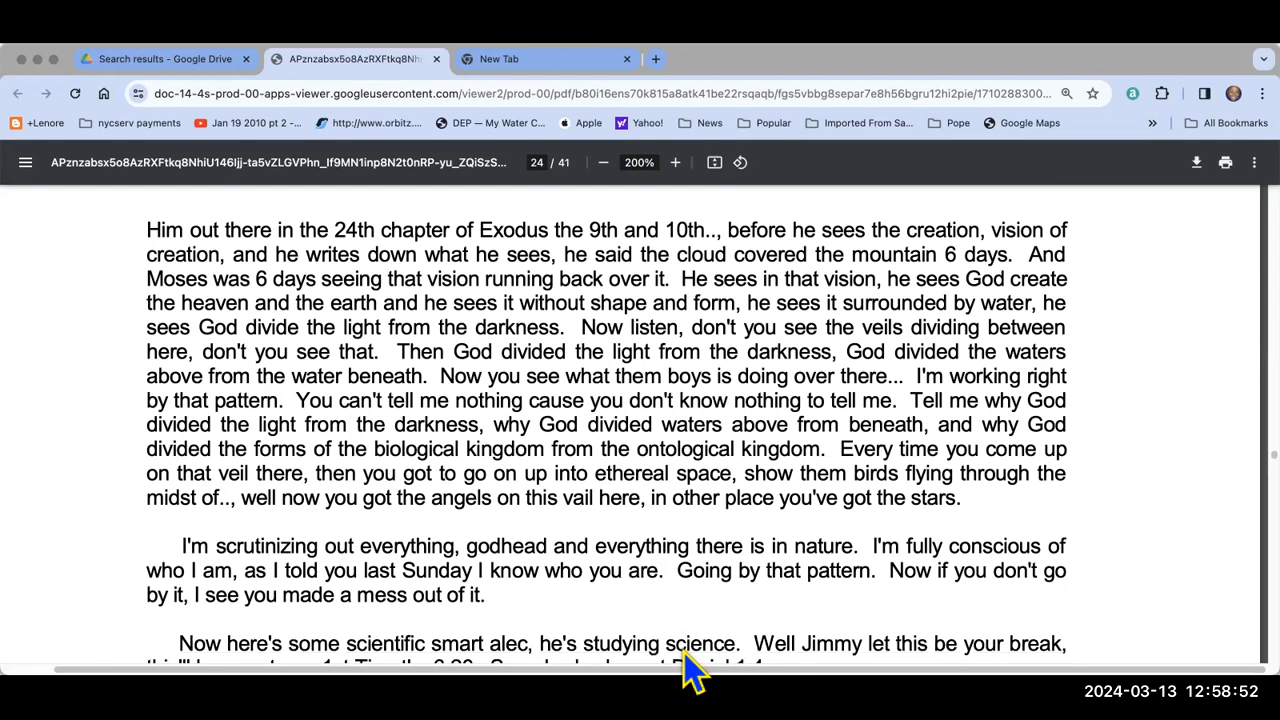 Search results - Google Drive
APznzabsx5o8AzRXFtkq8NhI
New Tab
doc-14-4s-prod-00-apps-viewer.googleusercontent.com/viewer2/prod-00/pdf/b80i16ens70k815a8atk41be22rsqaqb/fgs5vbbg8separ7e8h56bgru12hi2pie/1710288300...
+Lenore
nycserv payments
Jan 19 2010 pt 2 -...
http://www.orbitz....
DEP — My Water C...
Apple
Yahoo!
News
Popular
Imported From Sa...
Pope
Google Maps
»
All Bookmarks
24 / 41
200%
Him out there in the 24th chapter of Exodus the 9th and 10th.., before he sees the creation, vision of
creation, and he writes down what he sees, he said the cloud covered the mountain 6 days. And
Moses was 6 days seeing that vision running back over it. He sees in that vision, he sees God create
the heaven and the earth and he sees it without shape and form, he sees it surrounded by water, he
sees God divide the light from the darkness. Now listen, don't you see the veils dividing between
here, don't you see that. Then God divided the light from the darkness, God divided the waters
above from the water beneath. Now you see what them boys is doing over there... I'm working right
by that pattern. You can't tell me nothing cause you don't know nothing to tell me. Tell me why God
divided the light from the darkness, why God divided waters above from beneath, and why God
divided the forms of the biological kingdom from the ontological kingdom. Every time you come up
on that veil there, then you got to go on up into ethereal space, show them birds flying through the
midst of.., well now you got the angels on this vail here, in other place you've got the stars.
I'm scrutinizing out everything, godhead and everything there is in nature. I'm fully conscious of
who I am, as I told you last Sunday I know who you are. Going by that pattern. Now if you don't go
by it, I see you made a mess out of it.
Now here's some scientific smart alec, he's studying science. Well Jimmy let this be your break,
2024-03-13 12:58:52